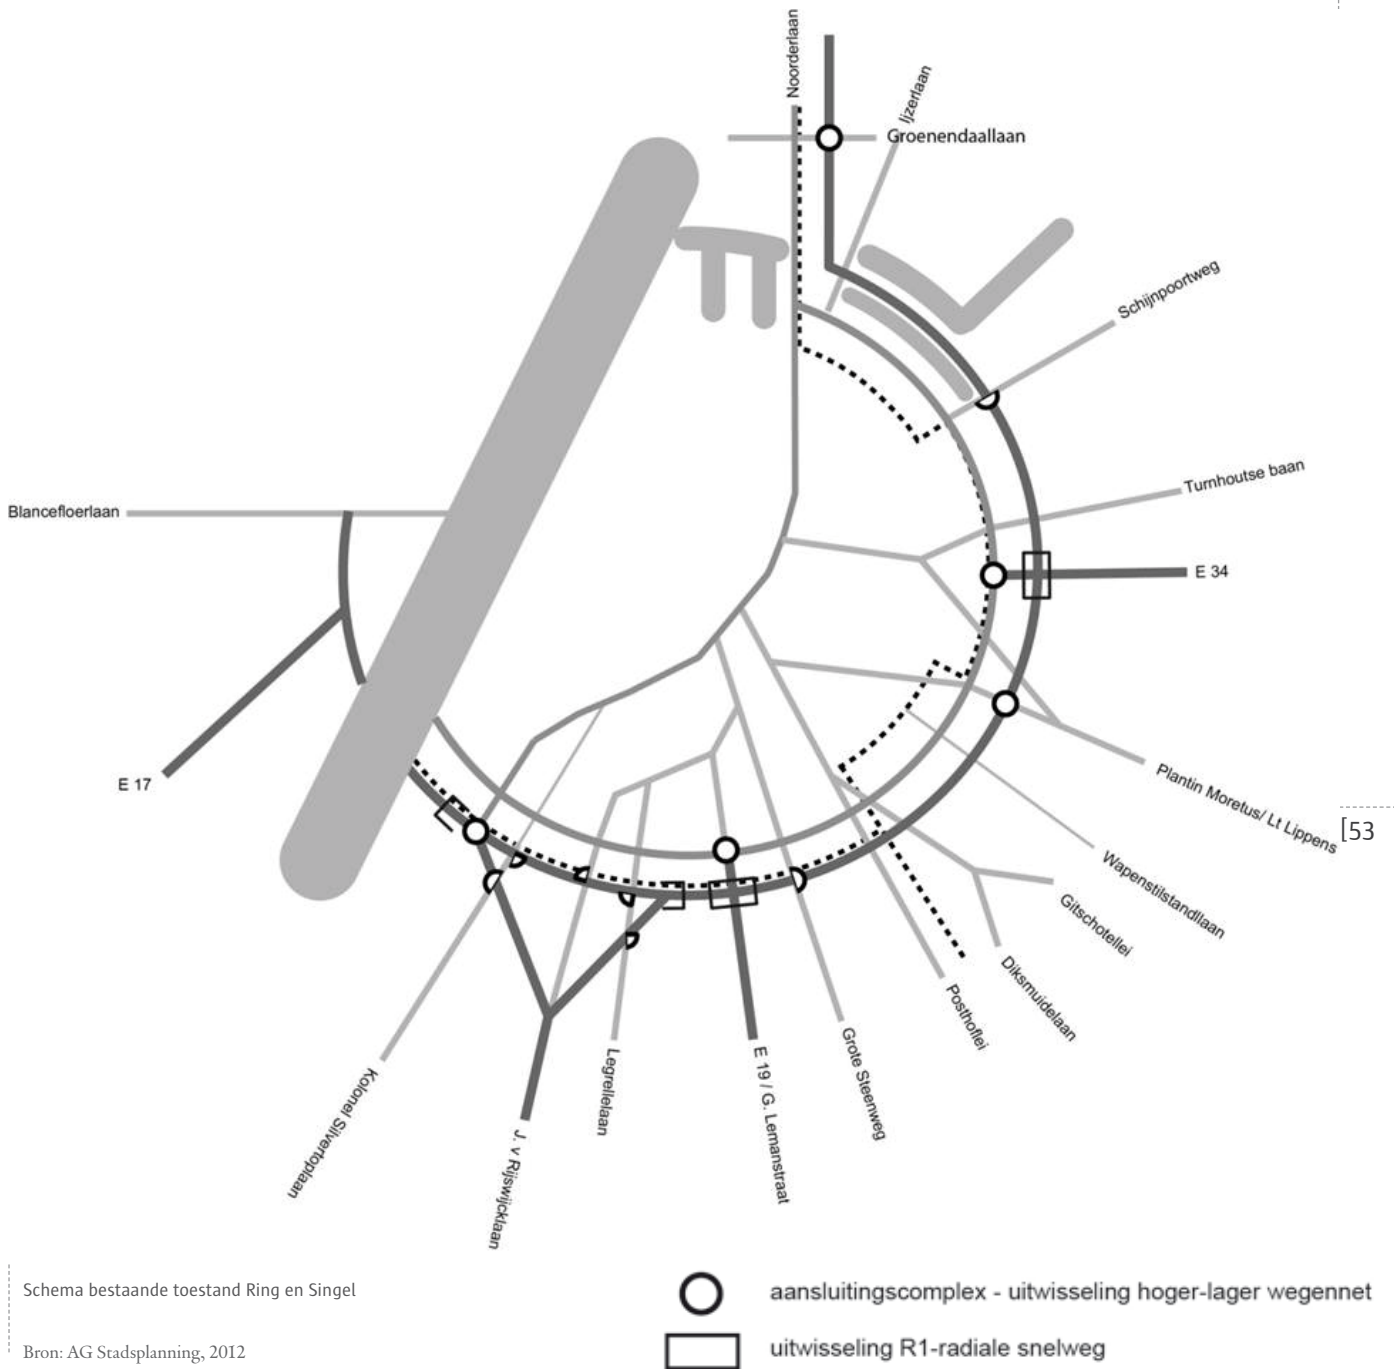 Noorderlaan
Ijzerlaan
Groenendaallaan
Schijnpoortweg
Turnhoutse baan
Blancefloerlaan
E 34
E 17
Plantin Moretus/ Lt Lippens
[53
Wapenstilstandllaan
Gitschotellei
Diksmuidelaan
Posthoflei
Grote Steenweg
E 19 / G. Lemanstraat
Legrellelaan
Kolonel Silvertoplaan
J. v Rijswijcklaan
Schema bestaande toestand Ring en Singel
aansluitingscomplex - uitwisseling hoger-lager wegennet
Bron: AG Stadsplanning, 2012
uitwisseling R1-radiale snelweg